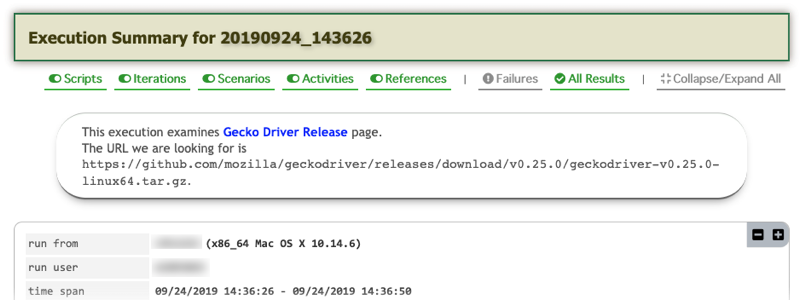 Execution Summary for 20190924_143626
Scripts Iterations Scenarios Activities References | Failures All Results | Collapse/Expand All
This execution examines Gecko Driver Release page.
The URL we are looking for is
https://github.com/mozilla/geckodriver/releases/download/v0.25.0/geckodriver-v0.25.0-
linux64.tar.gz.
run from (x86_64 Mac OS X 10.14.6)
run user
time span 09/24/2019 14:36:26 - 09/24/2019 14:36:50